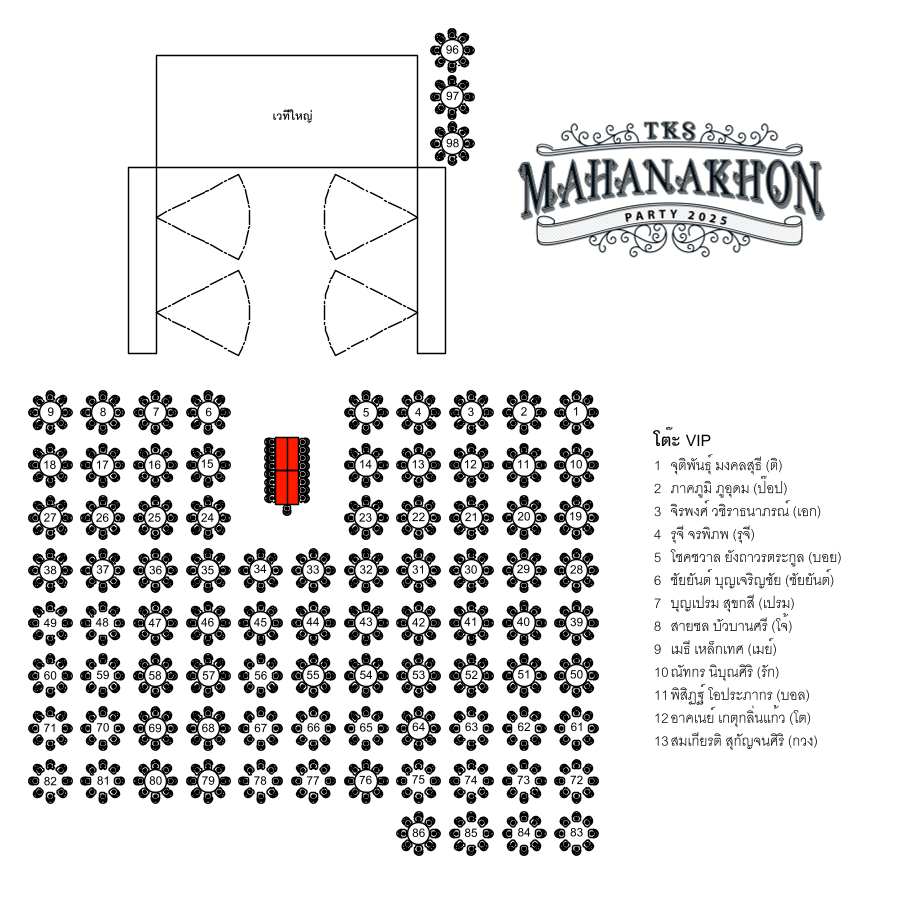 96
97
เวทีใหญ่
98
TKS
MAHANAKHON
PARTY 2025
9 8 7 6 5 4 3 2 1
18 17 16 15 14 13 12 11 10
27 26 25 24 23 22 21 20 19
38 37 36 35 34 33 32 31 30 29 28
49 48 47 46 45 44 43 42 41 40 39
60 59 58 57 56 55 54 53 52 51 50
71 70 69 68 67 66 65 64 63 62 61
82 81 80 79 78 77 76 75 74 73 72
86 85 84 83
โต๊ะ VIP
1 จุติพันธุ์ มงคลสุธี (ติ)
2 ภาคภูมิ ภูอุดม (ป๊อป)
3 จิรพงศ์ วชิราธนาภรณ์ (เอก)
4 รุจี จรพิภพ (รุจี)
5 โชคชวาล ยังถาวรตระกูล (บอย)
6 ชัยยันต์ บุญเจริญชัย (ชัยยันต์)
7 บุญเปรม สุขกสี (เปรม)
8 สายชล บัวบานศรี (โจ้)
9 เมธี เหล็กเทศ (เมย์)
10 ณัทกร นิบุณศิริ (รัก)
11 พิสิฏฐ์ โอประภากร (บอล)
12 อาคเนย์ เกตุกลิ่นแก้ว (โต)
13 สมเกียรติ สุกัญจนศิริ (กวง)